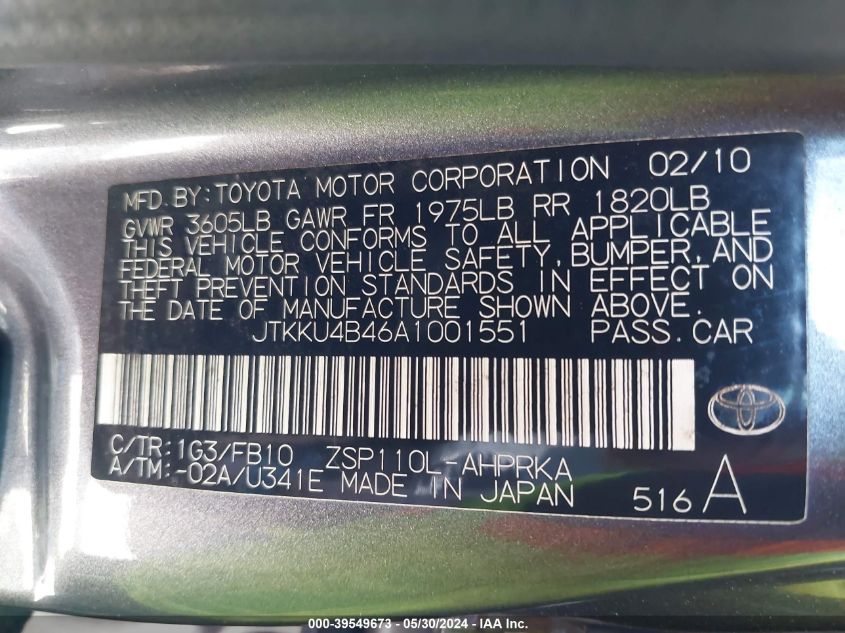 MFD. BY: TOYOTA MOTOR CORPORATION 02/10
GVWR 3605LB GAWR FR 1975LB RR 1820LB
THIS VEHICLE CONFORMS TO ALL APPLICABLE
FEDERAL MOTOR VEHICLE SAFETY, BUMPER, AND
THEFT PREVENTION STANDARDS IN EFFECT ON
THE DATE OF MANUFACTURE SHOWN ABOVE.
JTKKU4B46A1001551 PASS. CAR
C/TR: 1G3/FB10 ZSP110L-AHPRKA
A/TM: -02A/U341E MADE IN JAPAN 516 A
000-39549673 - 05/30/2024 - IAA Inc.